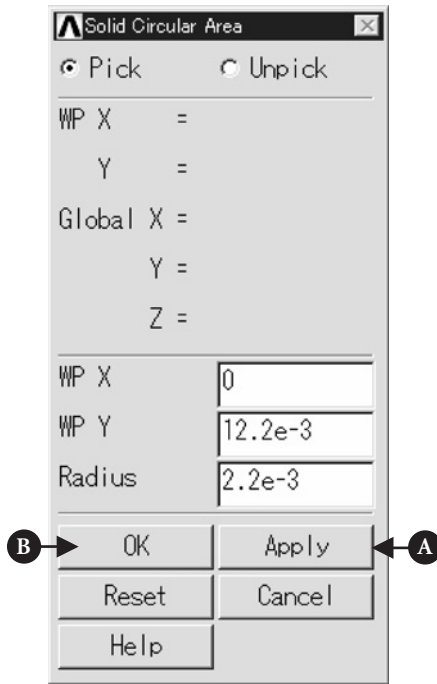 Solid Circular Area
Pick Unpick
WP X =
Y =
Global X =
Y =
Z =
WP X 0
WP Y 12.2e-3
Radius 2.2e-3
B OK Apply A
Reset Cancel
Help